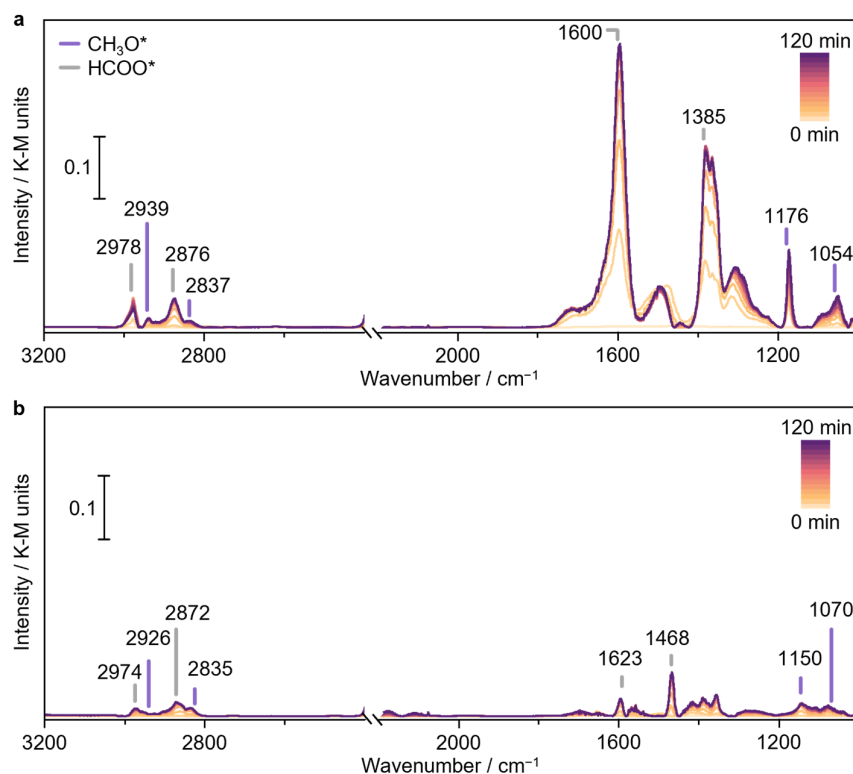 a
CH₃O*
HCOO*
1600
120 min
0 min
1385
0.1
2939
2978
2876
2837
1176
1054
Intensity / K-M units
3200
2800
2000
1600
1200
Wavenumber / cm⁻¹
b
120 min
0 min
0.1
2872
2926
2974
2835
1623
1468
1150
1070
Intensity / K-M units
3200
2800
2000
1600
1200
Wavenumber / cm⁻¹